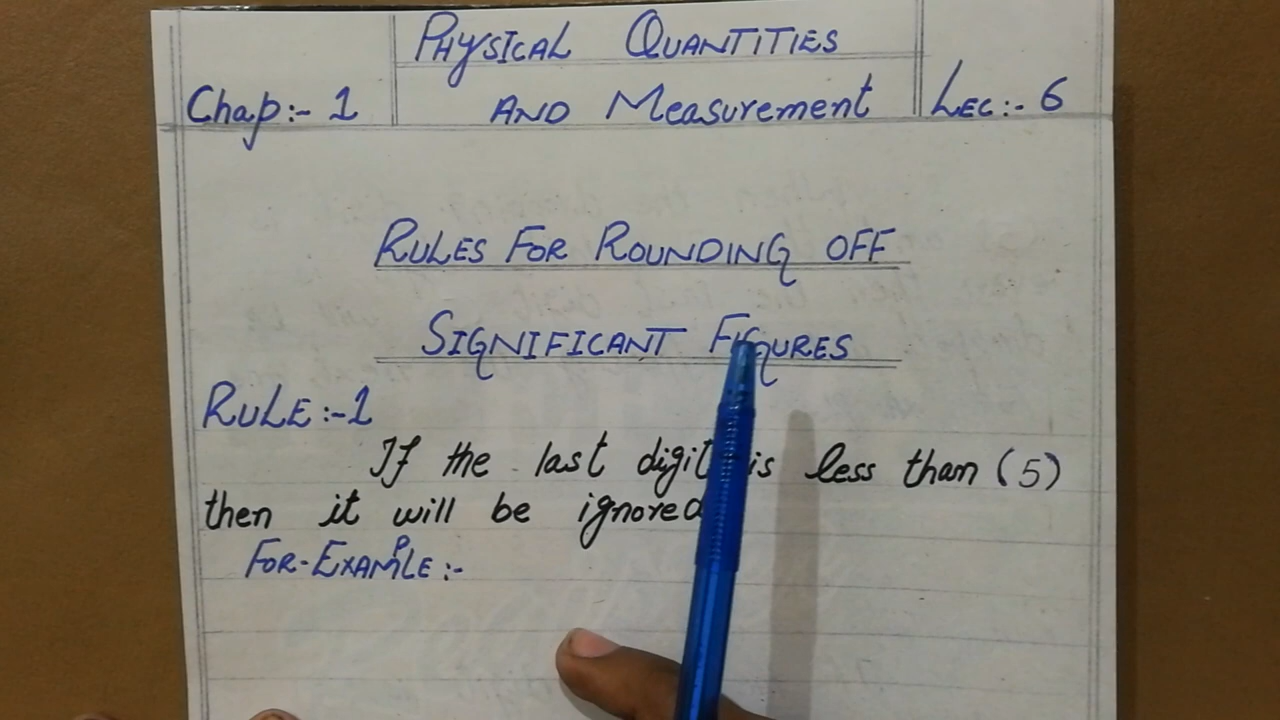 PHYSICAL QUANTITIES
Chap:- 1 AND Measurement LEC:- 6
RULES FOR ROUNDING OFF
SIGNIFICANT FIGURES
RULE:-1
If the last digit is less than (5)
then it will be ignored
FOR-EXAMPLE:-